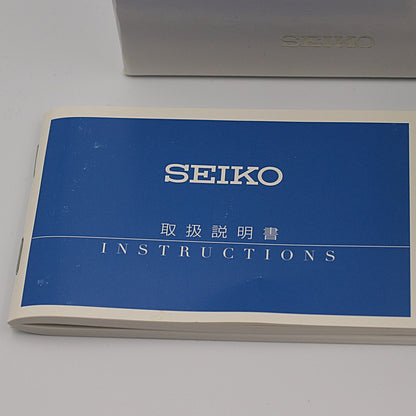 SEIKO
SEIKO
取扱説明書
INSTRUCTIONS